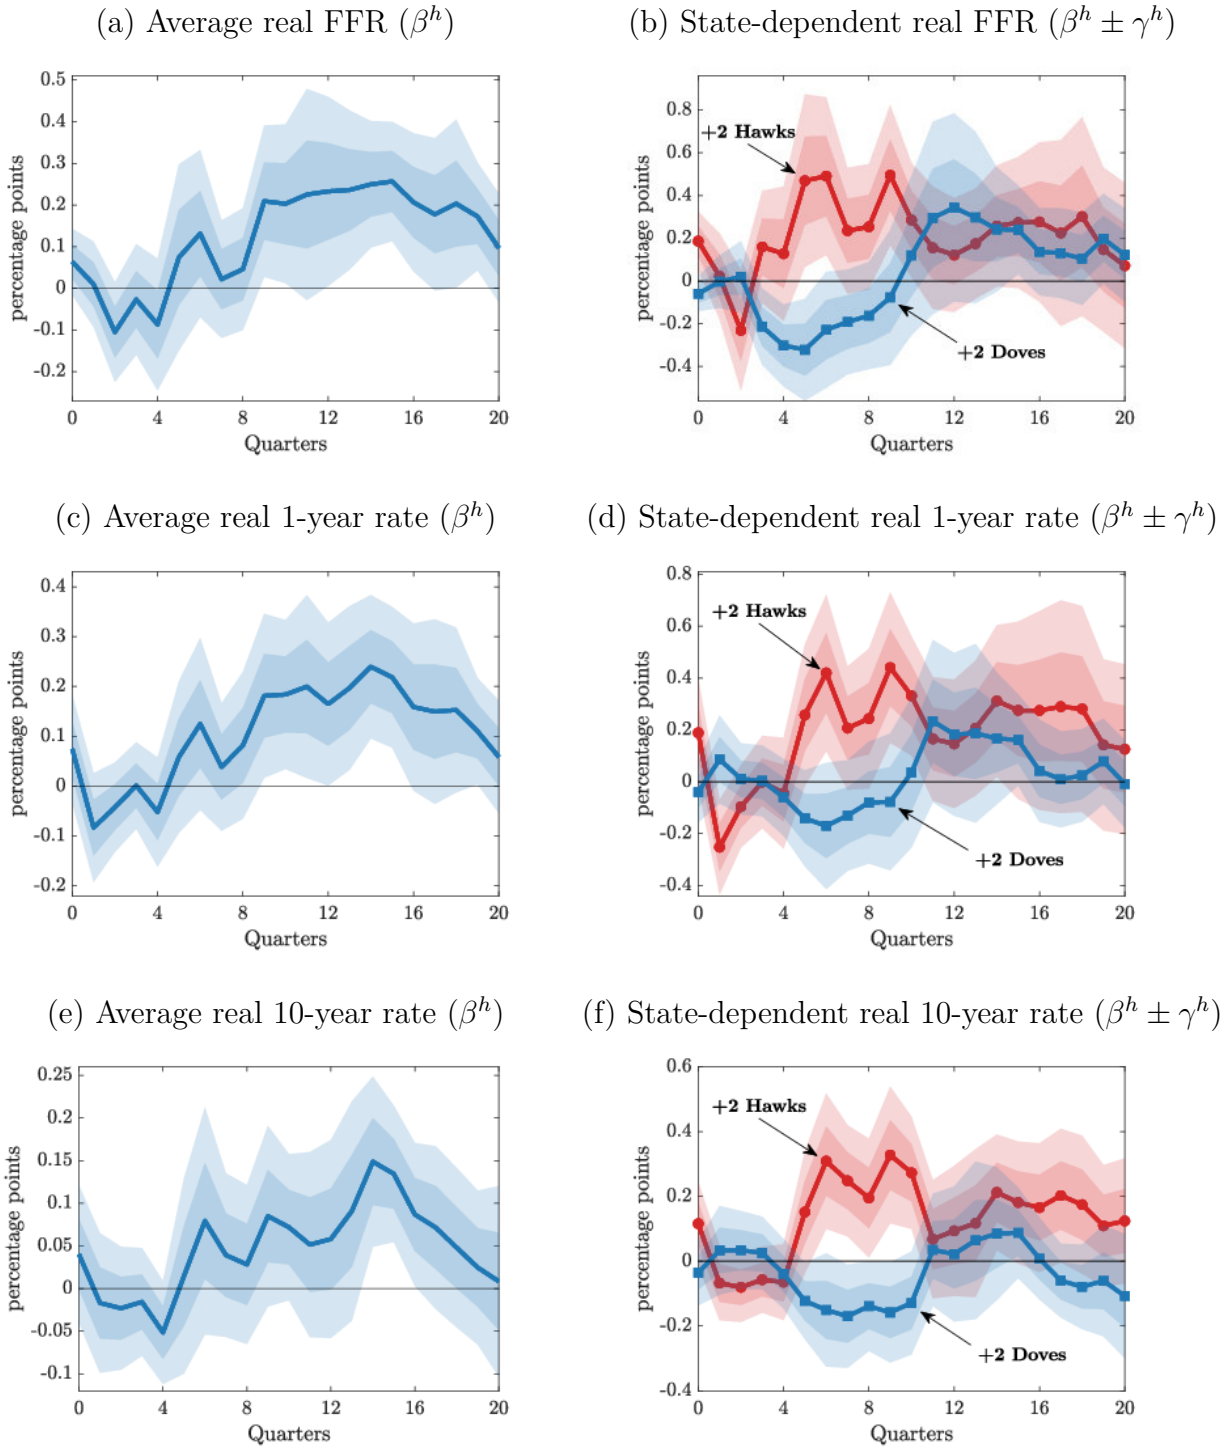 (a) Average real FFR (β^h)
(b) State-dependent real FFR (β^h ± γ^h)
percentage points
0.5
0.4
0.3
0.2
0.1
0
-0.1
-0.2
0 4 8 12 16 20
Quarters
percentage points
0.8
0.6
0.4
0.2
0
-0.2
-0.4
+2 Hawks
+2 Doves
0 4 8 12 16 20
Quarters
(c) Average real 1-year rate (β^h)
(d) State-dependent real 1-year rate (β^h ± γ^h)
percentage points
0.4
0.3
0.2
0.1
0
-0.1
-0.2
0 4 8 12 16 20
Quarters
percentage points
0.8
0.6
0.4
0.2
0
-0.2
-0.4
+2 Hawks
+2 Doves
0 4 8 12 16 20
Quarters
(e) Average real 10-year rate (β^h)
(f) State-dependent real 10-year rate (β^h ± γ^h)
percentage points
0.25
0.2
0.15
0.1
0.05
0
-0.05
-0.1
0 4 8 12 16 20
Quarters
percentage points
0.6
0.4
0.2
0
-0.2
-0.4
+2 Hawks
+2 Doves
0 4 8 12 16 20
Quarters